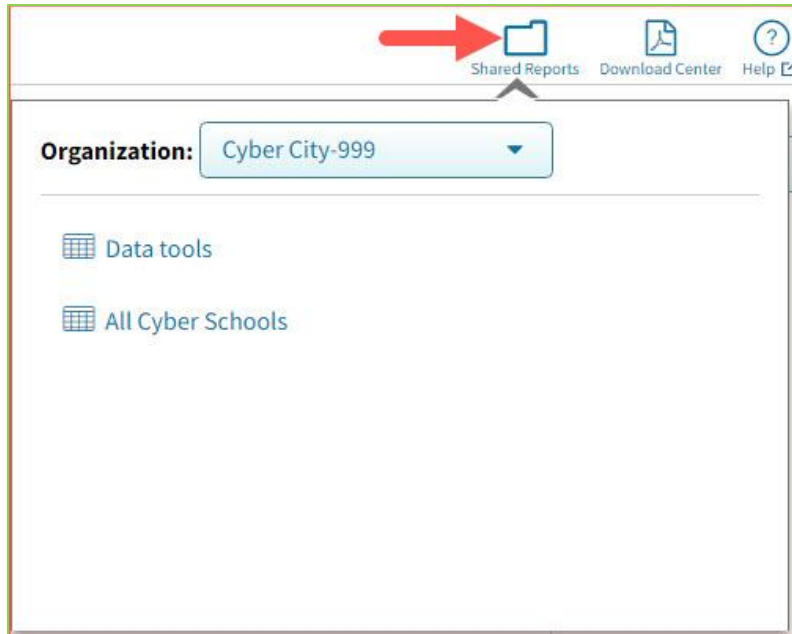 Shared Reports Download Center Help
Organization: Cyber City-999
Data tools
All Cyber Schools